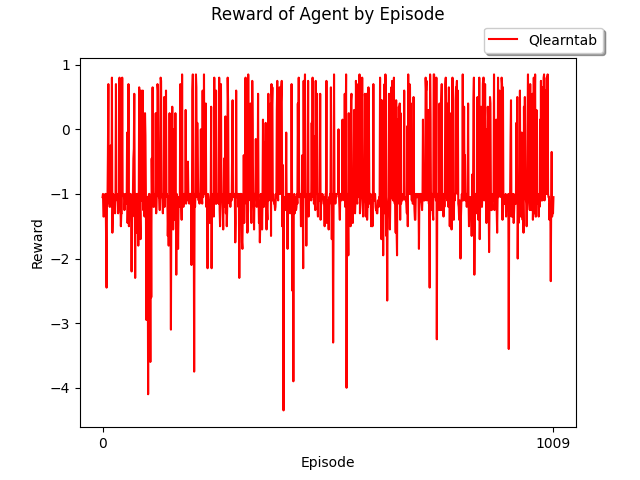 Reward of Agent by Episode
Qlearntab
1
0
−1
−2
−3
−4
Reward
0
1009
Episode